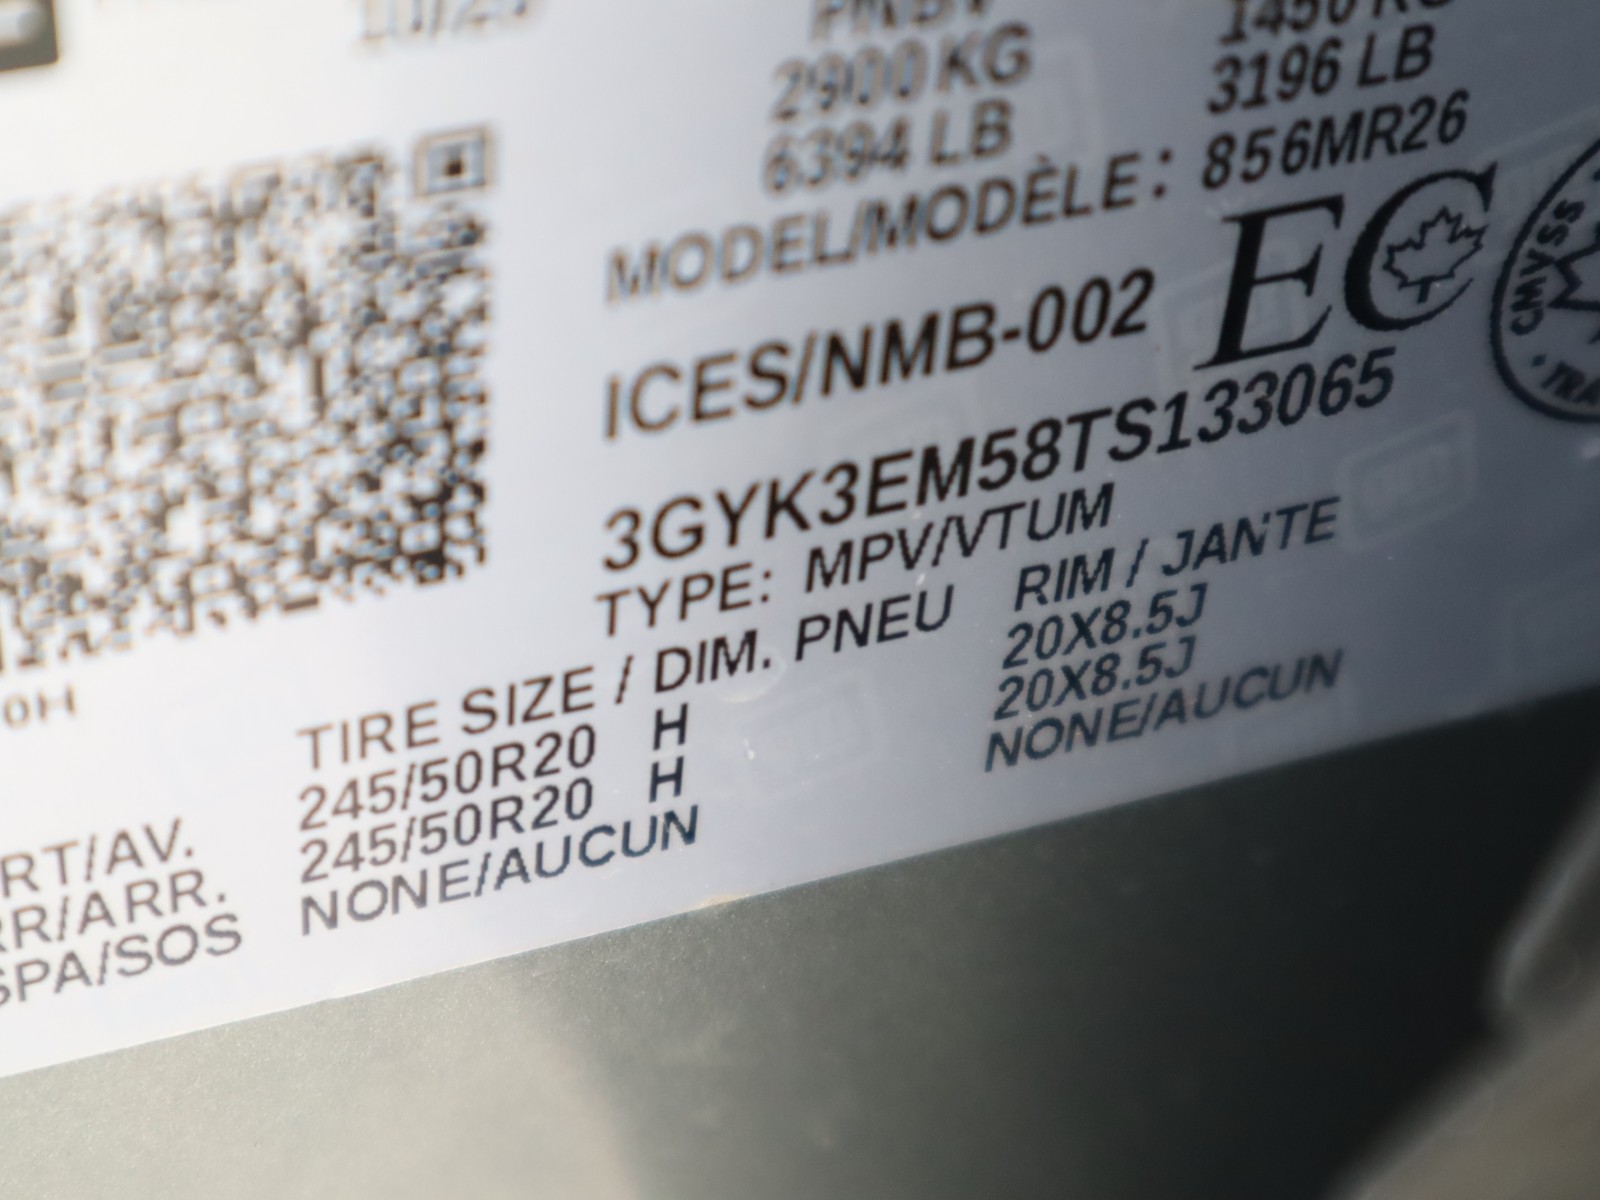 2900 KG
6394 LB
3196 LB
MODEL/MODÈLE: 856MR26
ICES/NMB-002
EC
CMVSS
3GYK3EM58TS133065
TYPE: MPV/VTUM
TIRE SIZE / DIM. PNEU RIM / JANTE
RT/AV. 245/50R20 H 20X8.5J
RR/ARR. 245/50R20 H 20X8.5J
SPA/SOS NONE/AUCUN NONE/AUCUN